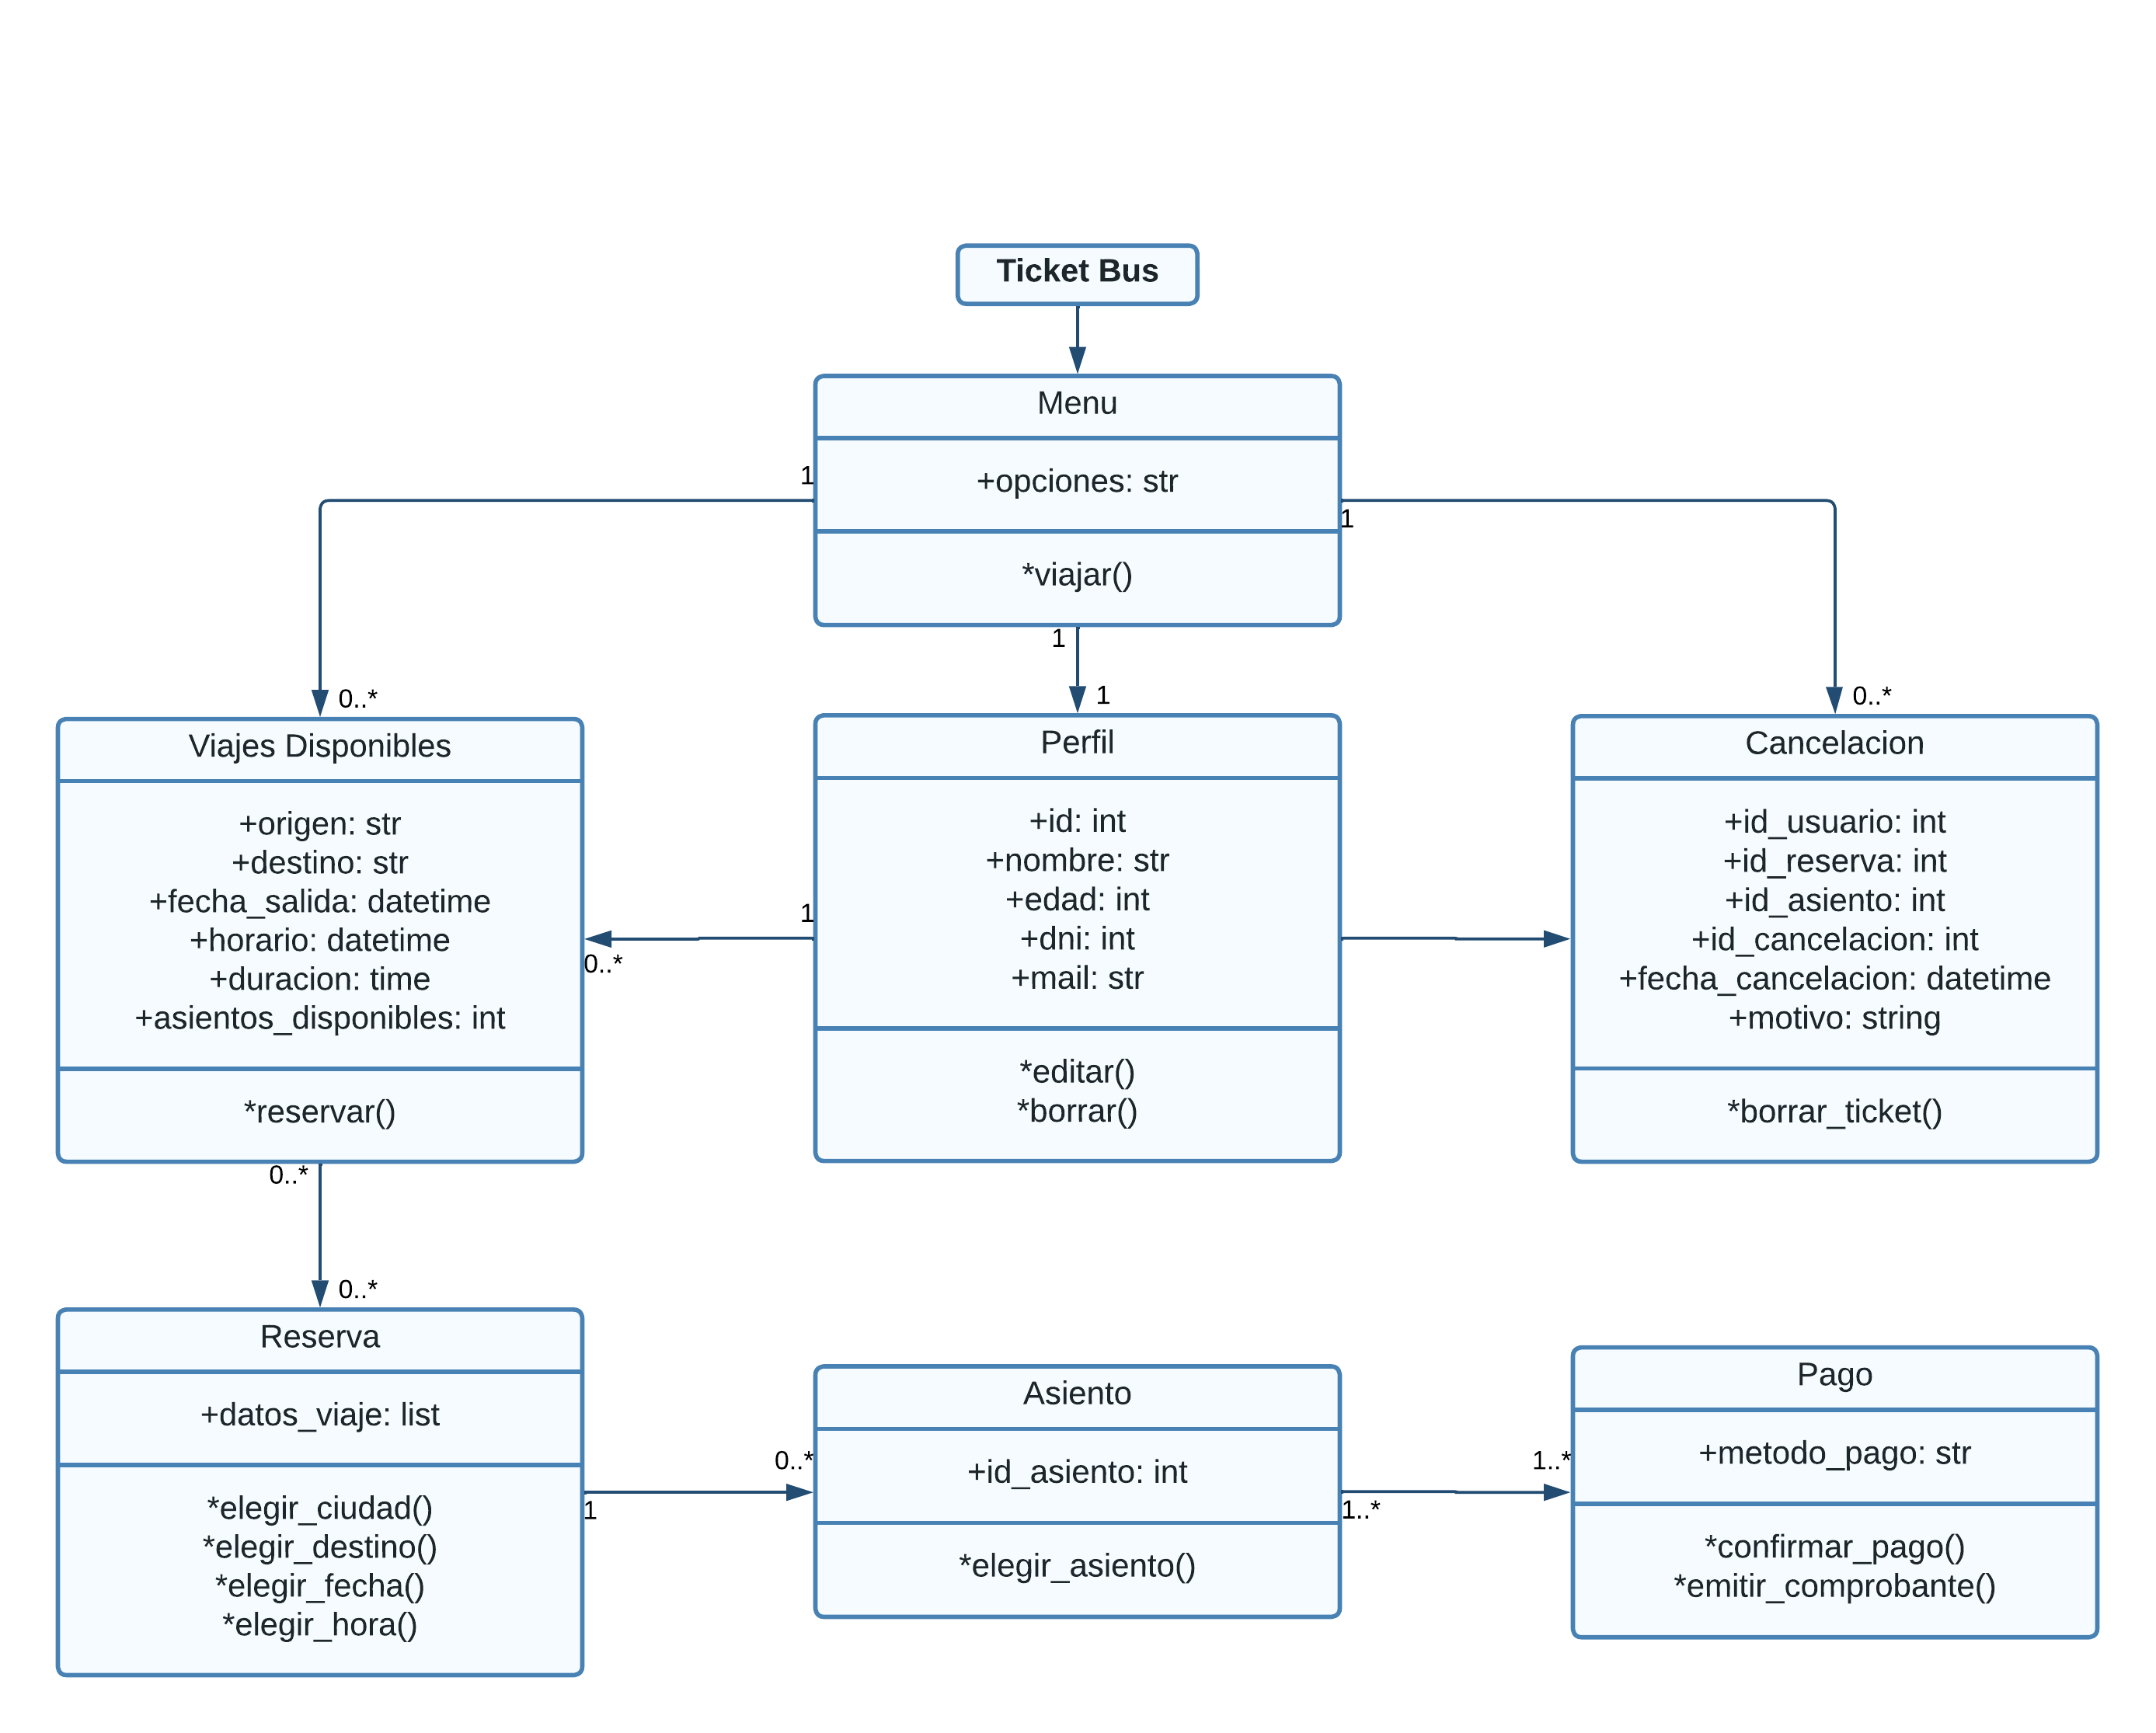 Ticket Bus
Menu
+opciones: str
*viajar()
1
1
1
1
0..*
0..*
Viajes Disponibles
+origen: str
+destino: str
+fecha_salida: datetime
+horario: datetime
+duracion: time
+asientos_disponibles: int
*reservar()
1
0..*
Perfil
+id: int
+nombre: str
+edad: int
+dni: int
+mail: str
*editar()
*borrar()
Cancelacion
+id_usuario: int
+id_reserva: int
+id_asiento: int
+id_cancelacion: int
+fecha_cancelacion: datetime
+motivo: string
*borrar_ticket()
0..*
0..*
Reserva
+datos_viaje: list
*elegir_ciudad()
*elegir_destino()
*elegir_fecha()
*elegir_hora()
0..*
1
Asiento
+id_asiento: int
*elegir_asiento()
1..*
1..*
Pago
+metodo_pago: str
*confirmar_pago()
*emitir_comprobante()